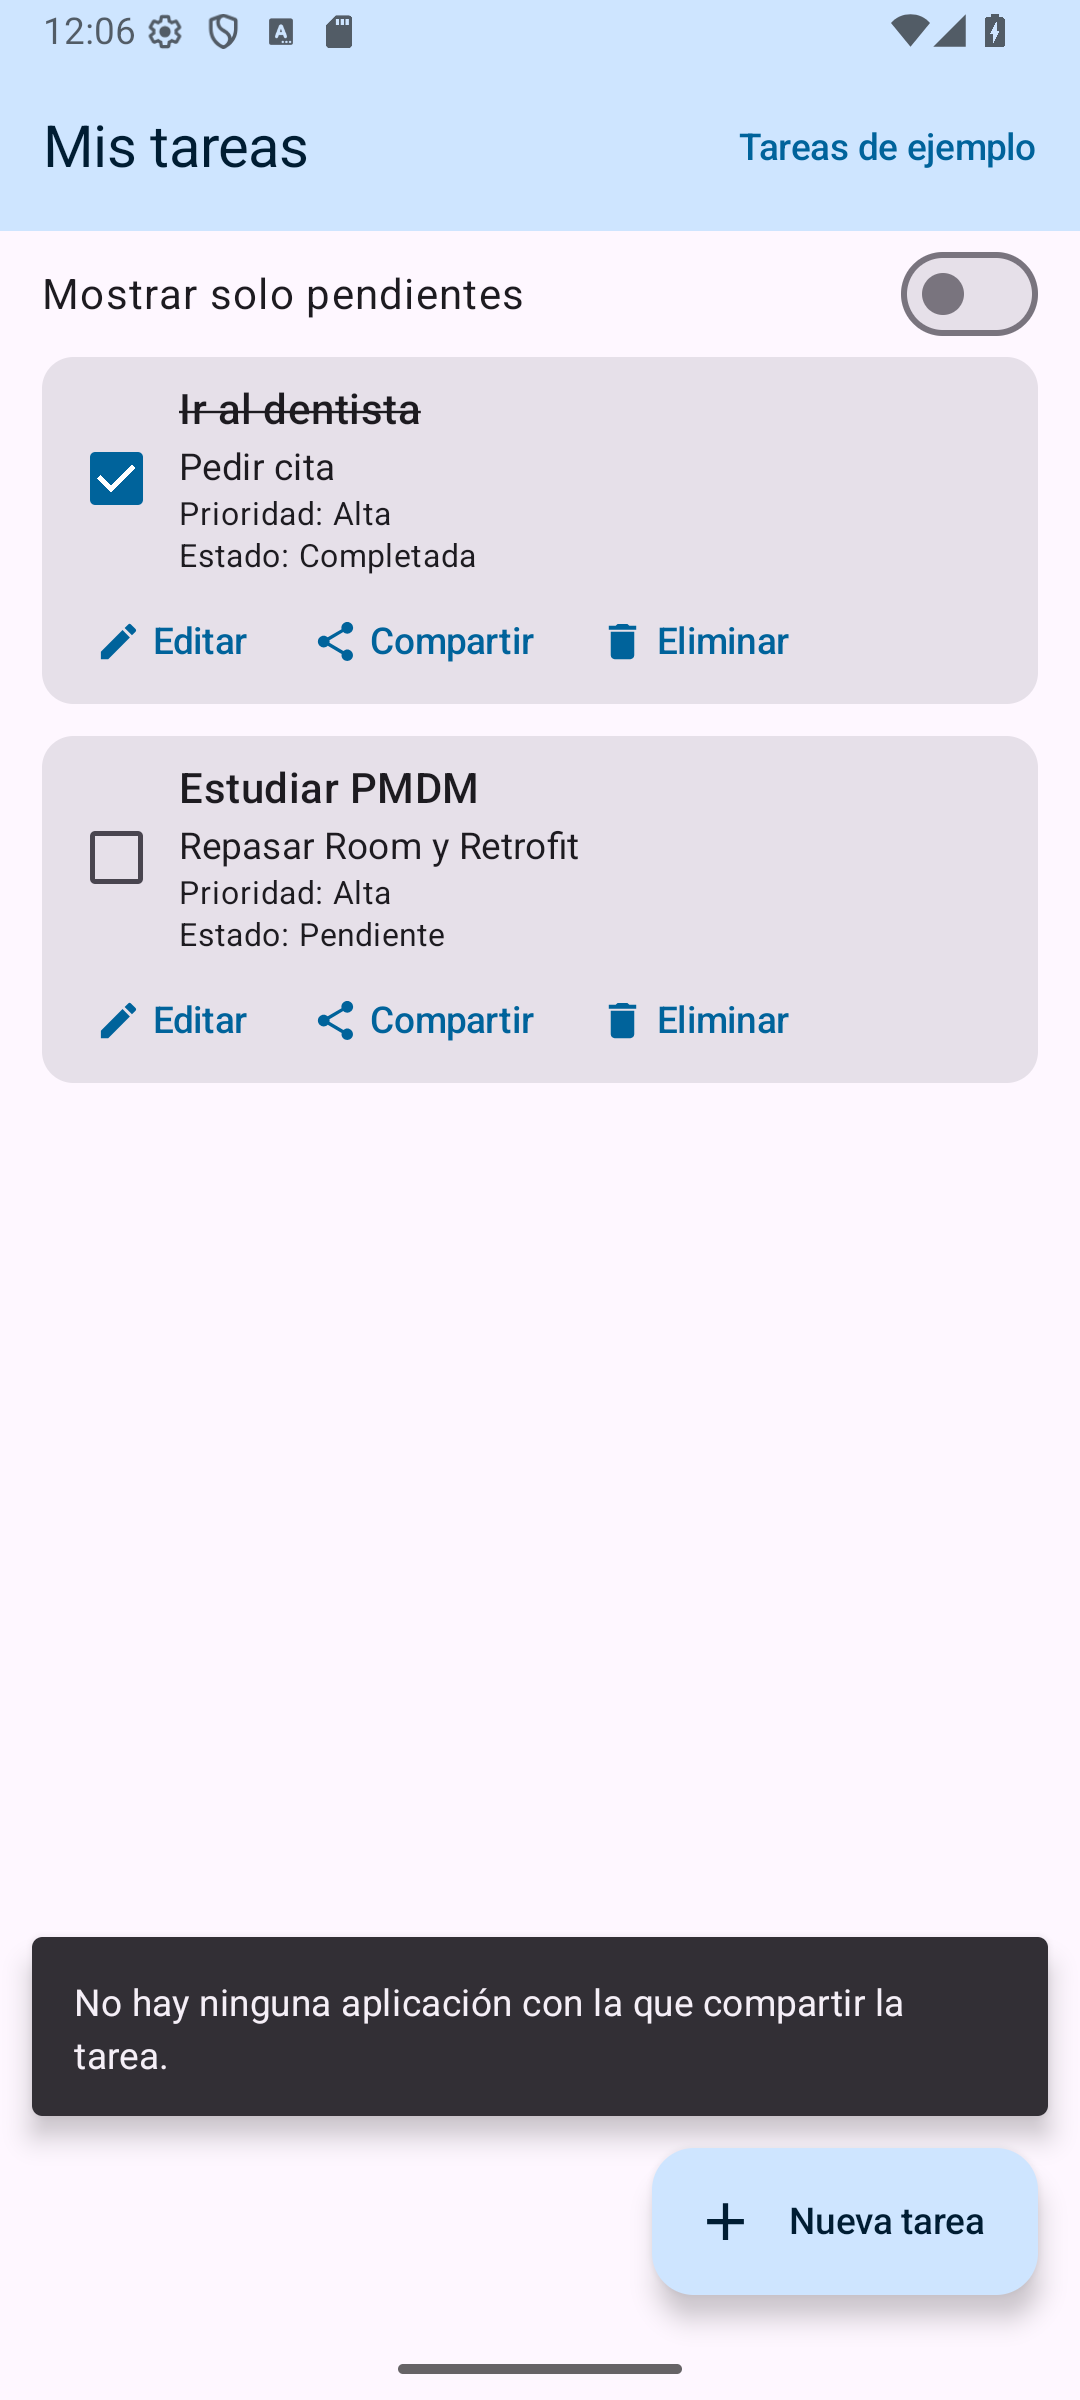 12:06
Mis tareas
Tareas de ejemplo
Mostrar solo pendientes
Ir al dentista
Pedir cita
Prioridad: Alta
Estado: Completada
Editar
Compartir
Eliminar
Estudiar PMDM
Repasar Room y Retrofit
Prioridad: Alta
Estado: Pendiente
Editar
Compartir
Eliminar
No hay ninguna aplicación con la que compartir la
tarea.
Nueva tarea